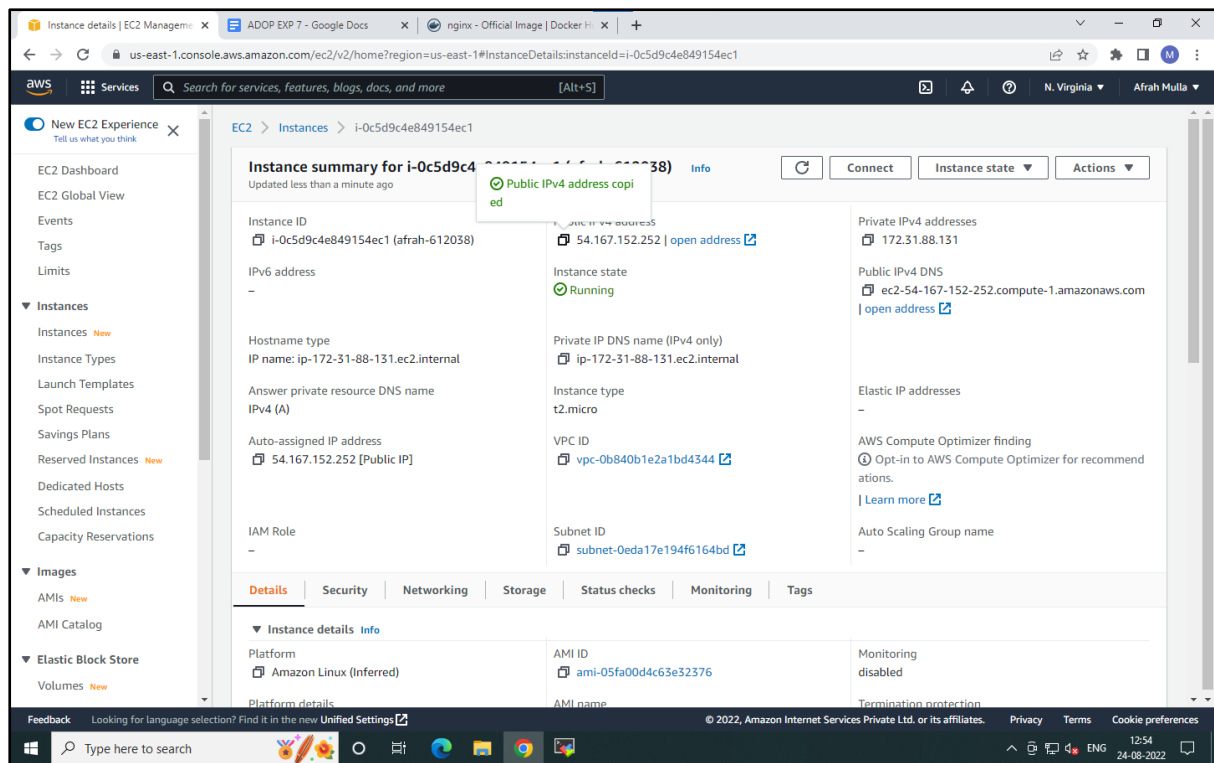 Instance details | EC2 Manageme
ADOP EXP 7 - Google Docs
nginx - Official Image | Docker H
us-east-1.console.aws.amazon.com/ec2/v2/home?region=us-east-1#InstanceDetails:instanceId=i-0c5d9c4e849154ec1
M
aws
Services
Search for services, features, blogs, docs, and more
[Alt+S]
N. Virginia ▼
Afrah Mulla ▼
New EC2 Experience
Tell us what you think
EC2 Dashboard
EC2 Global View
Events
Tags
Limits
▼ Instances
Instances New
Instance Types
Launch Templates
Spot Requests
Savings Plans
Reserved Instances New
Dedicated Hosts
Scheduled Instances
Capacity Reservations
▼ Images
AMIs New
AMI Catalog
▼ Elastic Block Store
Volumes New
EC2 > Instances > i-0c5d9c4e849154ec1
Instance summary for Info
Updated less than a minute ago
Public IPv4 address copi
ed
Connect
Instance state ▼
Actions ▼
Instance ID
i-0c5d9c4e849154ec1 (afrah-612038)
Public IPv4 address
54.167.152.252 | open address
Private IPv4 addresses
172.31.88.131
IPv6 address
–
Instance state
Running
Public IPv4 DNS
ec2-54-167-152-252.compute-1.amazonaws.com
| open address
Hostname type
IP name: ip-172-31-88-131.ec2.internal
Private IP DNS name (IPv4 only)
ip-172-31-88-131.ec2.internal
Answer private resource DNS name
IPv4 (A)
Instance type
t2.micro
Elastic IP addresses
–
Auto-assigned IP address
54.167.152.252 [Public IP]
VPC ID
vpc-0b840b1e2a1bd4344
AWS Compute Optimizer finding
Opt-in to AWS Compute Optimizer for recommend
ations.
| Learn more
IAM Role
–
Subnet ID
subnet-0eda17e194f6164bd
Auto Scaling Group name
–
Details
Security
Networking
Storage
Status checks
Monitoring
Tags
▼ Instance details Info
Platform
Amazon Linux (Inferred)
AMI ID
ami-05fa00d4c63e32376
Monitoring
disabled
Platform details
AMI name
Termination protection
Feedback
Looking for language selection? Find it in the new Unified Settings
© 2022, Amazon Internet Services Private Ltd. or its affiliates.
Privacy
Terms
Cookie preferences
Type here to search
ENG
12:54
24-08-2022